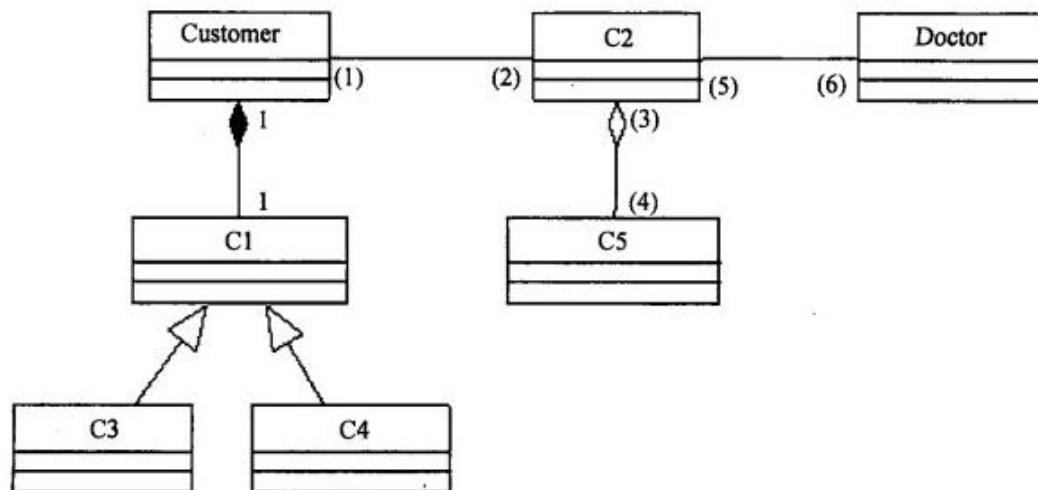 Customer
C2
Doctor
(1)
(2)
(5)
(6)
1
(3)
1
(4)
C1
C5
C3
C4